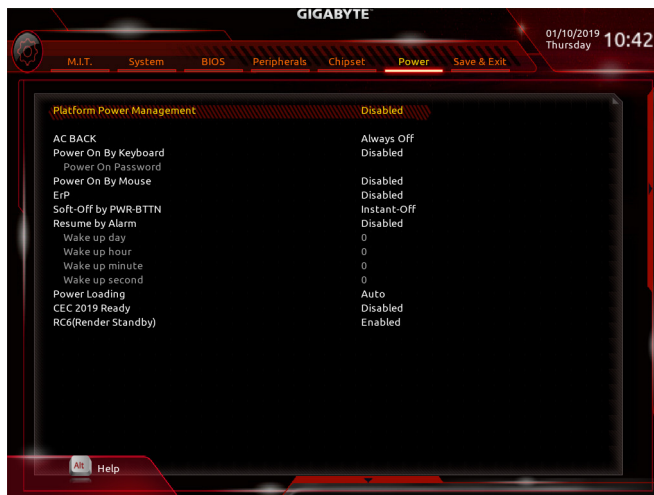 GIGABYTE™
01/10/2019
Thursday
10:42
M.I.T. System BIOS Peripherals Chipset Power Save & Exit
Platform Power Management Disabled
AC BACK Always Off
Power On By Keyboard Disabled
Power On Password
Power On By Mouse Disabled
ErP Disabled
Soft-Off by PWR-BTTN Instant-Off
Resume by Alarm Disabled
Wake up day 0
Wake up hour 0
Wake up minute 0
Wake up second 0
Power Loading Auto
CEC 2019 Ready Disabled
RC6(Render Standby) Enabled
Alt Help